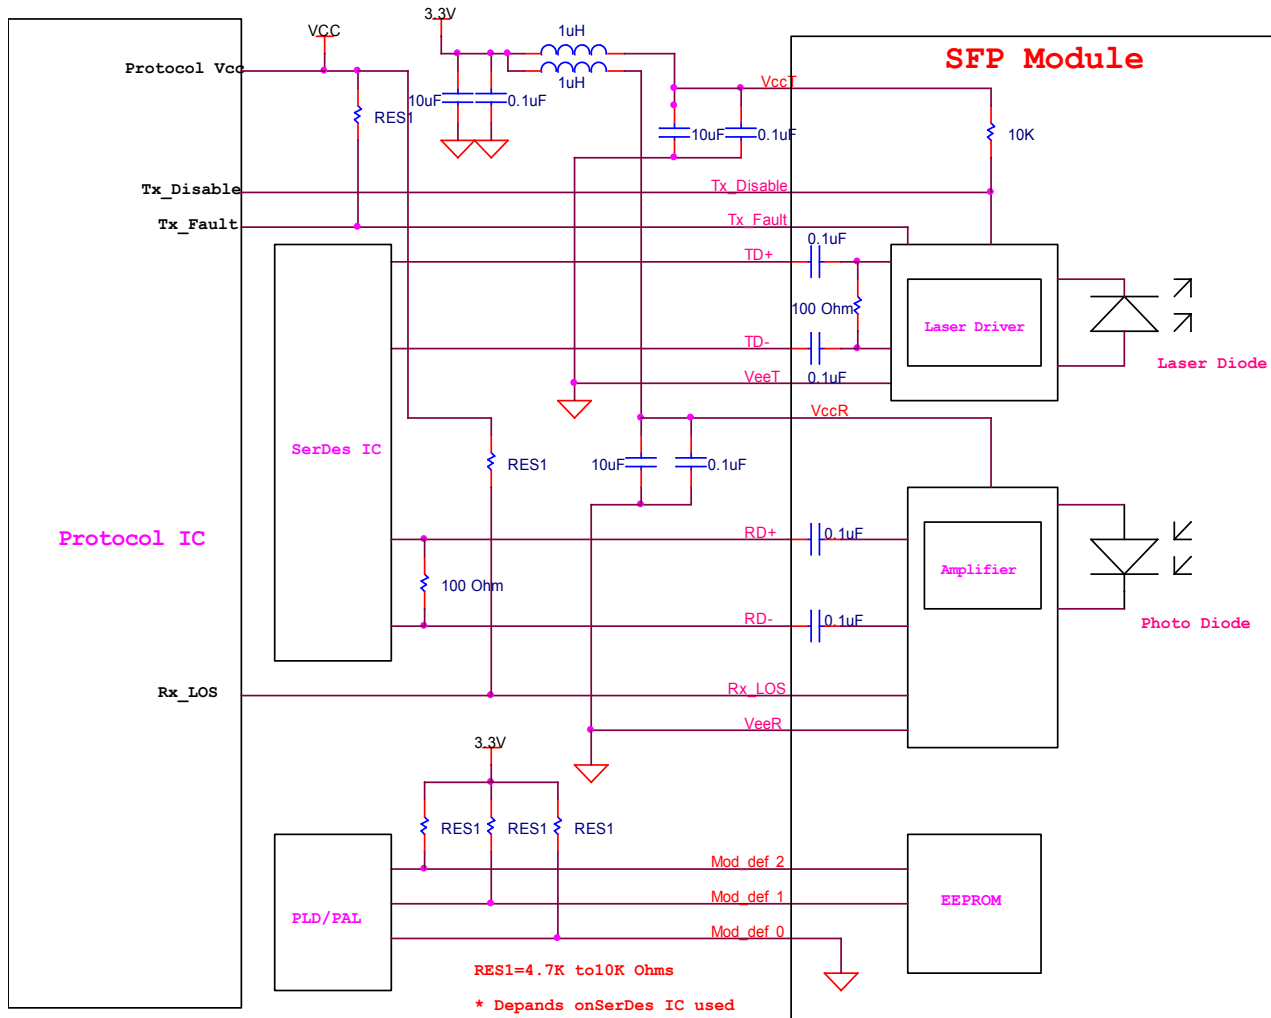 3.3V
1uH
VCC
SFP Module
Protocol Vcc
1uH
VccT
10uF
0.1uF
RES1
10uF
0.1uF
10K
Tx_Disable
Tx_Disable
Tx_Fault
Tx_Fault
0.1uF
TD+
100 Ohm
Laser Driver
TD-
Laser Diode
VeeT
0.1uF
VccR
SerDes IC
RES1
10uF
0.1uF
Protocol IC
RD+
0.1uF
Amplifier
100 Ohm
RD-
0.1uF
Photo Diode
Rx_LOS
Rx_LOS
VeeR
3.3V
RES1
RES1
RES1
Mod_def 2
Mod_def 1
EEPROM
PLD/PAL
Mod_def 0
RES1=4.7K to10K Ohms
* Depands onSerDes IC used